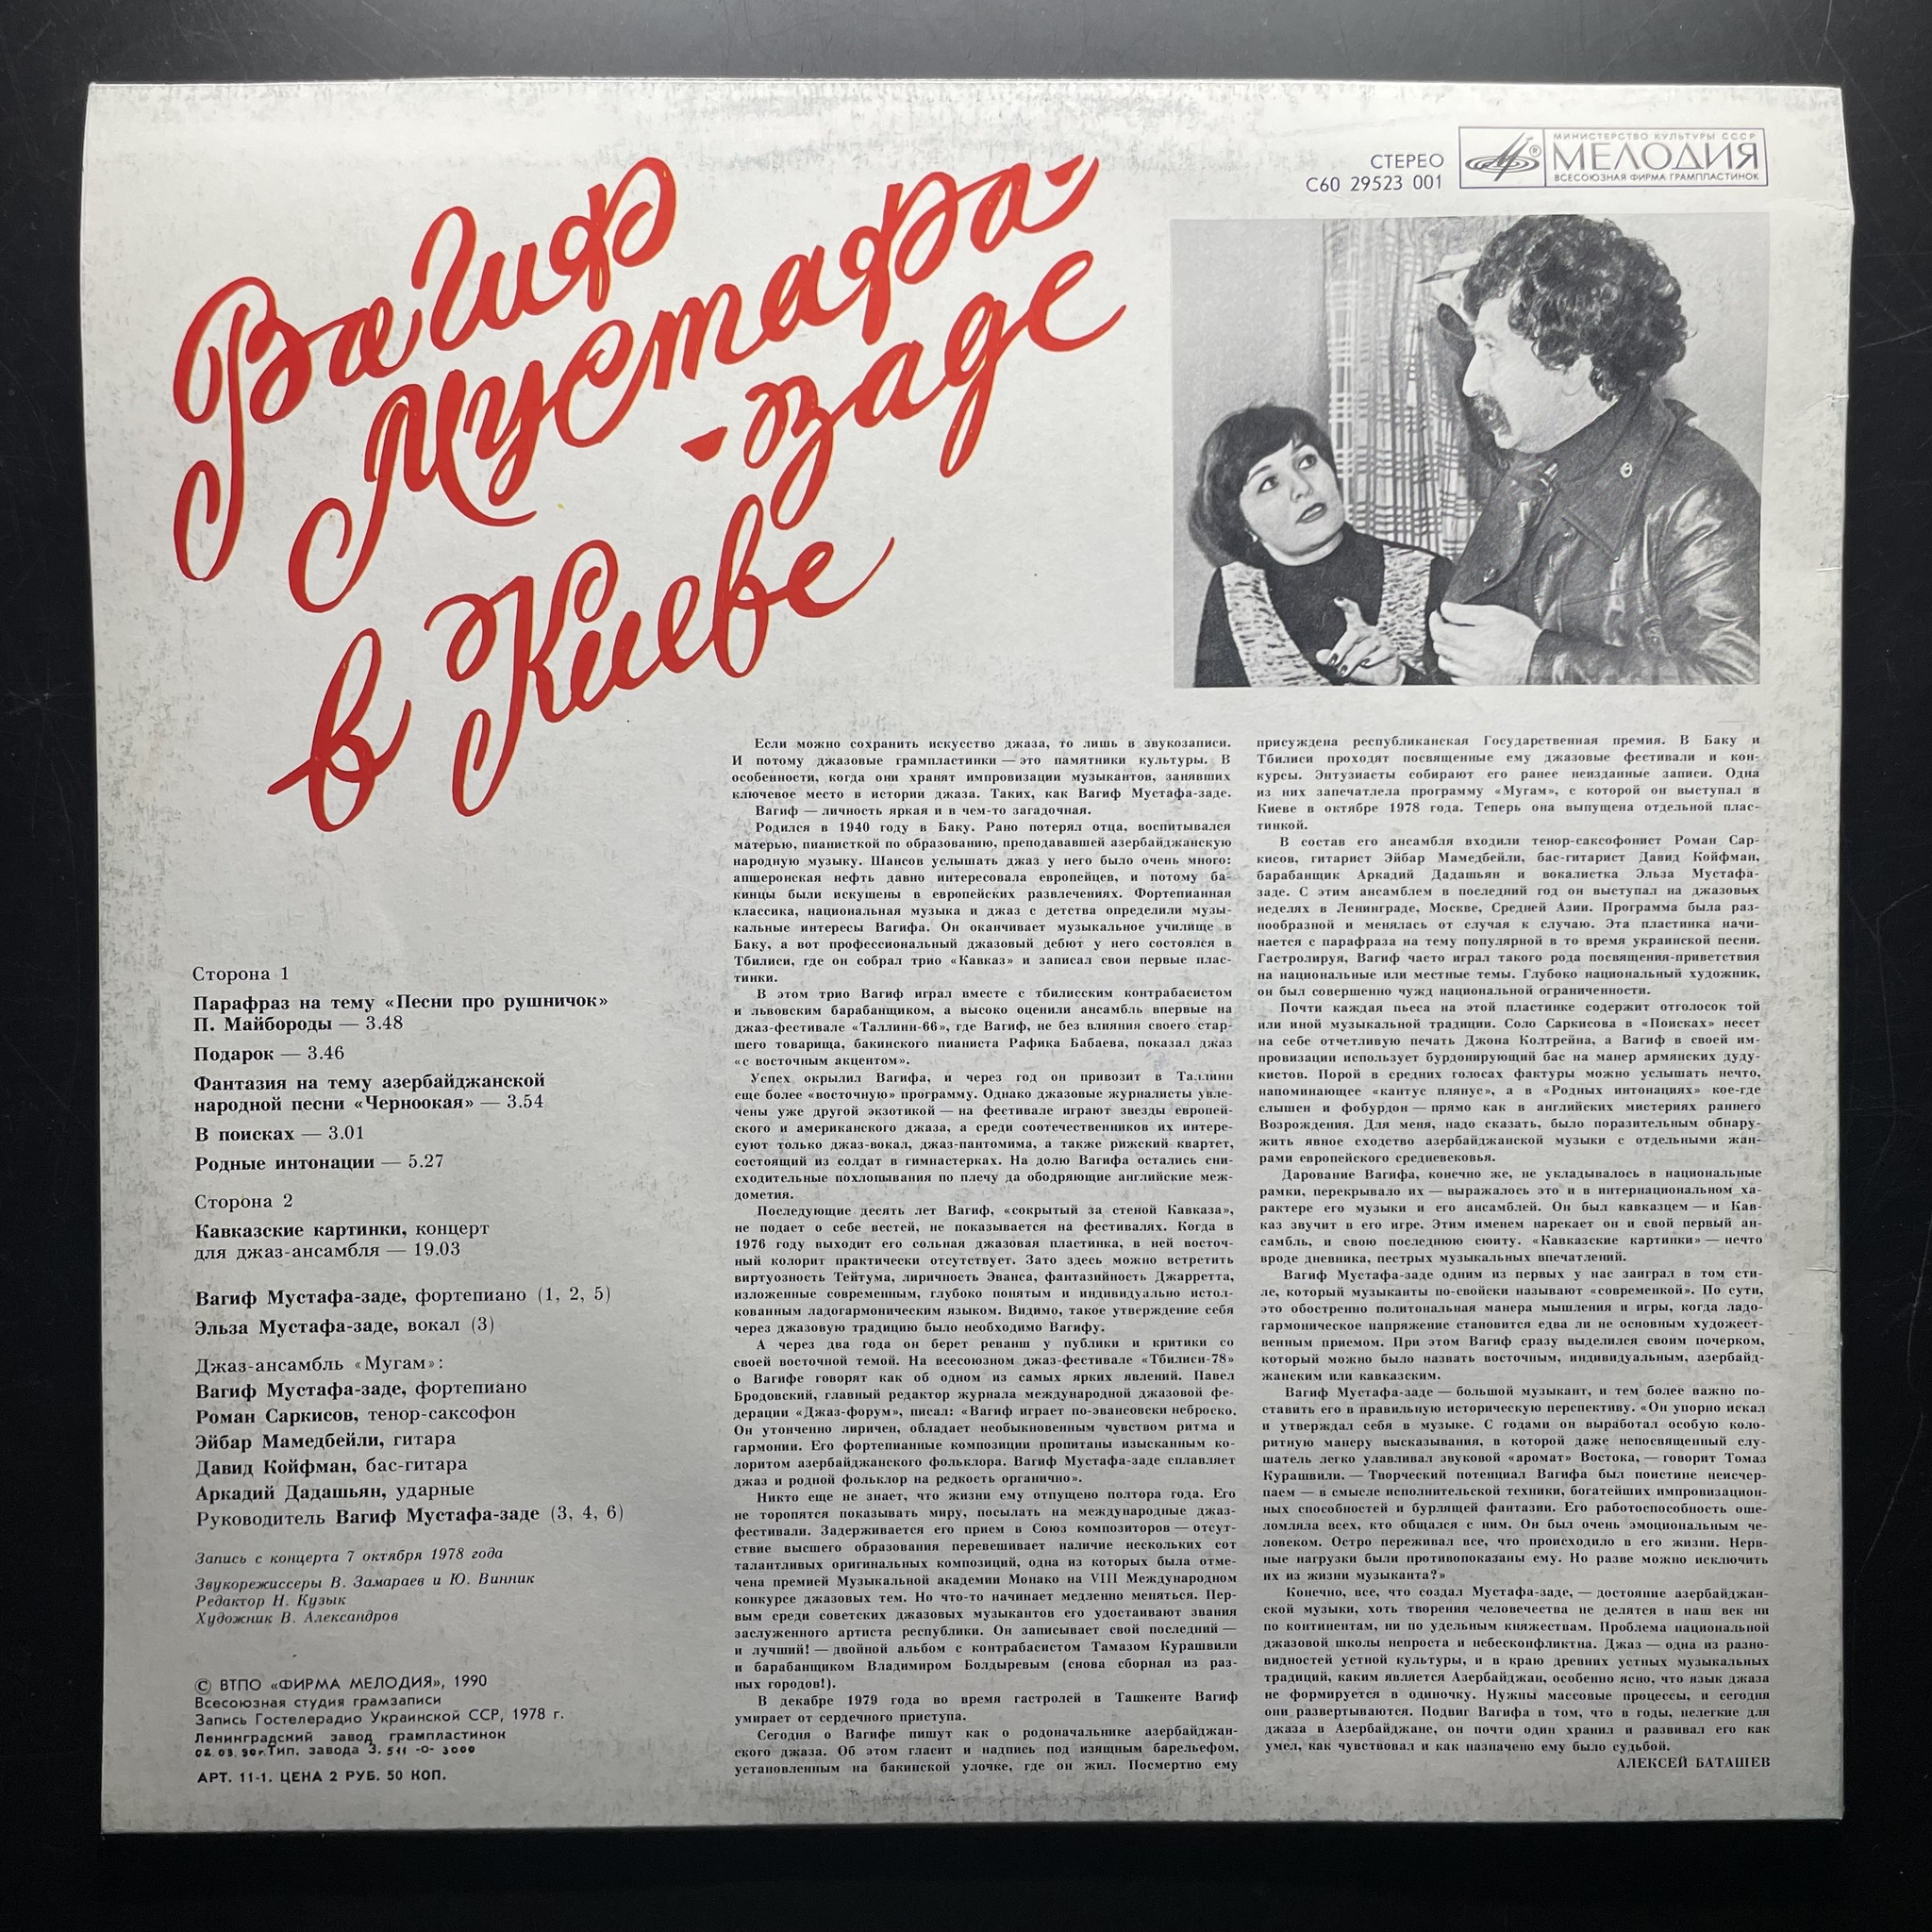 Вагиф
Мустафа-
-заде
в Киеве
СТЕРЕО
С60 29523 001
МИНИСТЕРСТВО КУЛЬТУРЫ СССР
МЕЛОДИЯ
ВСЕСОЮЗНАЯ ФИРМА ГРАМПЛАСТИНОК
Сторона 1
Парафраз на тему «Песни про рушничок»
П. Майбороды — 3.48
Подарок — 3.46
Фантазия на тему азербайджанской
народной песни «Черноокая» — 3.54
В поисках — 3.01
Родные интонации — 5.27
Сторона 2
Кавказские картинки, концерт
для джаз-ансамбля — 19.03
Вагиф Мустафа-заде, фортепиано (1, 2, 5)
Эльза Мустафа-заде, вокал (3)
Джаз-ансамбль «Мугам»:
Вагиф Мустафа-заде, фортепиано
Роман Саркисов, тенор-саксофон
Эйбар Мамедбейли, гитара
Давид Койфман, бас-гитара
Аркадий Дадашьян, ударные
Руководитель Вагиф Мустафа-заде (3, 4, 6)
Запись с концерта 7 октября 1978 года
Звукорежиссеры В. Замараев и Ю. Винник
Редактор Н. Кузык
Художник В. Александров
© ВТПО «ФИРМА МЕЛОДИЯ», 1990
Всесоюзная студия грамзаписи
Запись Гостелерадио Украинской ССР, 1978 г.
Ленинградский завод грампластинок
02.03.90г. Тип. завода З. 511 -0- 3000
АРТ. 11-1. ЦЕНА 2 РУБ. 50 КОП.
Если можно сохранить искусство джаза, то лишь в звукозаписи.
И потому джазовые грампластинки — это памятники культуры. В
особенности, когда они хранят импровизации музыкантов, занявших
ключевое место в истории джаза. Таких, как Вагиф Мустафа-заде.
Вагиф — личность яркая и в чем-то загадочная.
Родился в 1940 году в Баку. Рано потерял отца, воспитывался
матерью, пианисткой по образованию, преподававшей азербайджанскую
народную музыку. Шансов услышать джаз у него было очень много:
апшеронская нефть давно интересовала европейцев, и потому ба-
кинцы были искушены в европейских развлечениях. Фортепианная
классика, национальная музыка и джаз с детства определили музы-
кальные интересы Вагифа. Он оканчивает музыкальное училище в
Баку, а вот профессиональный джазовый дебют у него состоялся в
Тбилиси, где он собрал трио «Кавказ» и записал свои первые плас-
тинки.
В этом трио Вагиф играл вместе с тбилисским контрабасистом
и львовским барабанщиком, а высоко оценили ансамбль впервые на
джаз-фестивале «Таллинн-66», где Вагиф, не без влияния своего стар-
шего товарища, бакинского пианиста Рафика Бабаева, показал джаз
«с восточным акцентом».
Успех окрылил Вагифа, и через год он привозит в Таллинн
еще более «восточную» программу. Однако джазовые журналисты увле-
чены уже другой экзотикой — на фестивале играют звезды европей-
ского и американского джаза, а среди соотечественников их интере-
суют только джаз-вокал, джаз-пантомима, а также рижский квартет,
состоящий из солдат в гимнастерках. На долю Вагифа остались сни-
сходительные похлопывания по плечу да ободряющие английские меж-
дометия.
Последующие десять лет Вагиф, «сокрытый за стеной Кавказа»,
не подает о себе вестей, не показывается на фестивалях. Когда в
1976 году выходит его сольная джазовая пластинка, в ней восточ-
ный колорит практически отсутствует. Зато здесь можно встретить
виртуозность Тейтума, лиричность Эванса, фантазийность Джарретта,
изложенные современным, глубоко понятым и индивидуально истол-
кованным ладогармоническим языком. Видимо, такое утверждение себя
через джазовую традицию было необходимо Вагифу.
А через два года он берет реванш у публики и критики со
своей восточной темой. На всесоюзном джаз-фестивале «Тбилиси-78»
о Вагифе говорят как об одном из самых ярких явлений. Павел
Бродовский, главный редактор журнала международной джазовой фе-
дерации «Джаз-форум», писал: «Вагиф играет по-эвансовски неброско.
Он утонченно лиричен, обладает необыкновенным чувством ритма и
гармонии. Его фортепианные композиции пропитаны изысканным ко-
лоритом азербайджанского фольклора. Вагиф Мустафа-заде сплавляет
джаз и родной фольклор на редкость органично».
Никто еще не знает, что жизни ему отпущено полтора года. Его
не торопятся показывать миру, посылать на международные джаз-
фестивали. Задерживается его прием в Союз композиторов — отсут-
ствие высшего образования перевешивает наличие нескольких сот
талантливых оригинальных композиций, одна из которых была отме-
чена премией Музыкальной академии Монако на VIII Международном
конкурсе джазовых тем. Но что-то начинает медленно меняться. Пер-
вым среди советских джазовых музыкантов его удостаивают звания
заслуженного артиста республики. Он записывает свой последний —
и лучший! — двойной альбом с контрабасистом Тамазом Курашвили
и барабанщиком Владимиром Болдыревым (снова сборная из раз-
ных городов!).
В декабре 1979 года во время гастролей в Ташкенте Вагиф
умирает от сердечного приступа.
Сегодня о Вагифе пишут как о родоначальнике азербайджан-
ского джаза. Об этом гласит и надпись под изящным барельефом,
установленным на бакинской улочке, где он жил. Посмертно ему
присуждена республиканская Государственная премия. В Баку и
Тбилиси проходят посвященные ему джазовые фестивали и кон-
курсы. Энтузиасты собирают его ранее неизданные записи. Одна
из них запечатлела программу «Мугам», с которой он выступал в
Киеве в октябре 1978 года. Теперь она выпущена отдельной плас-
тинкой.
В состав его ансамбля входили тенор-саксофонист Роман Сар-
кисов, гитарист Эйбар Мамедбейли, бас-гитарист Давид Койфман,
барабанщик Аркадий Дадашьян и вокалистка Эльза Мустафа-
заде. С этим ансамблем в последний год он выступал на джазовых
неделях в Ленинграде, Москве, Средней Азии. Программа была раз-
нообразной и менялась от случая к случаю. Эта пластинка начи-
нается с парафраза на тему популярной в то время украинской песни.
Гастролируя, Вагиф часто играл такого рода посвящения-приветствия
на национальные или местные темы. Глубоко национальный художник,
он был совершенно чужд национальной ограниченности.
Почти каждая пьеса на этой пластинке содержит отголосок той
или иной музыкальной традиции. Соло Саркисова в «Поисках» несет
на себе отчетливую печать Джона Колтрейна, а Вагиф в своей им-
провизации использует бурдонирующий бас на манер армянских дуду-
кистов. Порой в средних голосах фактуры можно услышать нечто,
напоминающее «кантус плянус», а в «Родных интонациях» кое-где
слышен и фобурдон — прямо как в английских мистериях раннего
Возрождения. Для меня, надо сказать, было поразительным обнару-
жить явное сходство азербайджанской музыки с отдельными жан-
рами европейского средневековья.
Дарование Вагифа, конечно же, не укладывалось в национальные
рамки, перекрывало их — выражалось это и в интернациональном ха-
рактере его музыки и его ансамблей. Он был кавказцем — и Кав-
каз звучит в его игре. Этим именем нарекает он и свой первый ан-
самбль, и свою последнюю сюиту. «Кавказские картинки» — нечто
вроде дневника, пестрых музыкальных впечатлений.
Вагиф Мустафа-заде одним из первых у нас заиграл в том сти-
ле, который музыканты по-свойски называют «современкой». По сути,
это обостренно политональная манера мышления и игры, когда ладо-
гармоническое напряжение становится едва ли не основным художест-
венным приемом. При этом Вагиф сразу выделился своим почерком,
который можно было назвать восточным, индивидуальным, азербайд-
жанским или кавказским.
Вагиф Мустафа-заде — большой музыкант, и тем более важно по-
ставить его в правильную историческую перспективу. «Он упорно искал
и утверждал себя в музыке. С годами он выработал особую коло-
ритную манеру высказывания, в которой даже непосвященный слу-
шатель легко улавливал звуковой «аромат» Востока, — говорит Томаз
Курашвили. — Творческий потенциал Вагифа был поистине неисчер-
паем — в смысле исполнительской техники, богатейших импровизацион-
ных способностей и бурлящей фантазии. Его работоспособность оше-
ломляла всех, кто общался с ним. Он был очень эмоциональным че-
ловеком. Остро переживал все, что происходило в его жизни. Нерв-
ные нагрузки были противопоказаны ему. Но разве можно исключить
их из жизни музыканта?»
Конечно, все, что создал Мустафа-заде, — достояние азербайджан-
ской музыки, хоть творения человечества не делятся в наш век ни
по континентам, ни по удельным княжествам. Проблема национальной
джазовой школы непроста и небесконфликтна. Джаз — одна из разно-
видностей устной культуры, и в краю древних устных музыкальных
традиций, каким является Азербайджан, особенно ясно, что язык джаза
не формируется в одиночку. Нужны массовые процессы, и сегодня
они развертываются. Подвиг Вагифа в том, что в годы, нелегкие для
джаза в Азербайджане, он почти один хранил и развивал его как
умел, как чувствовал и как назначено ему было судьбой.
АЛЕКСЕЙ БАТАШЕВ